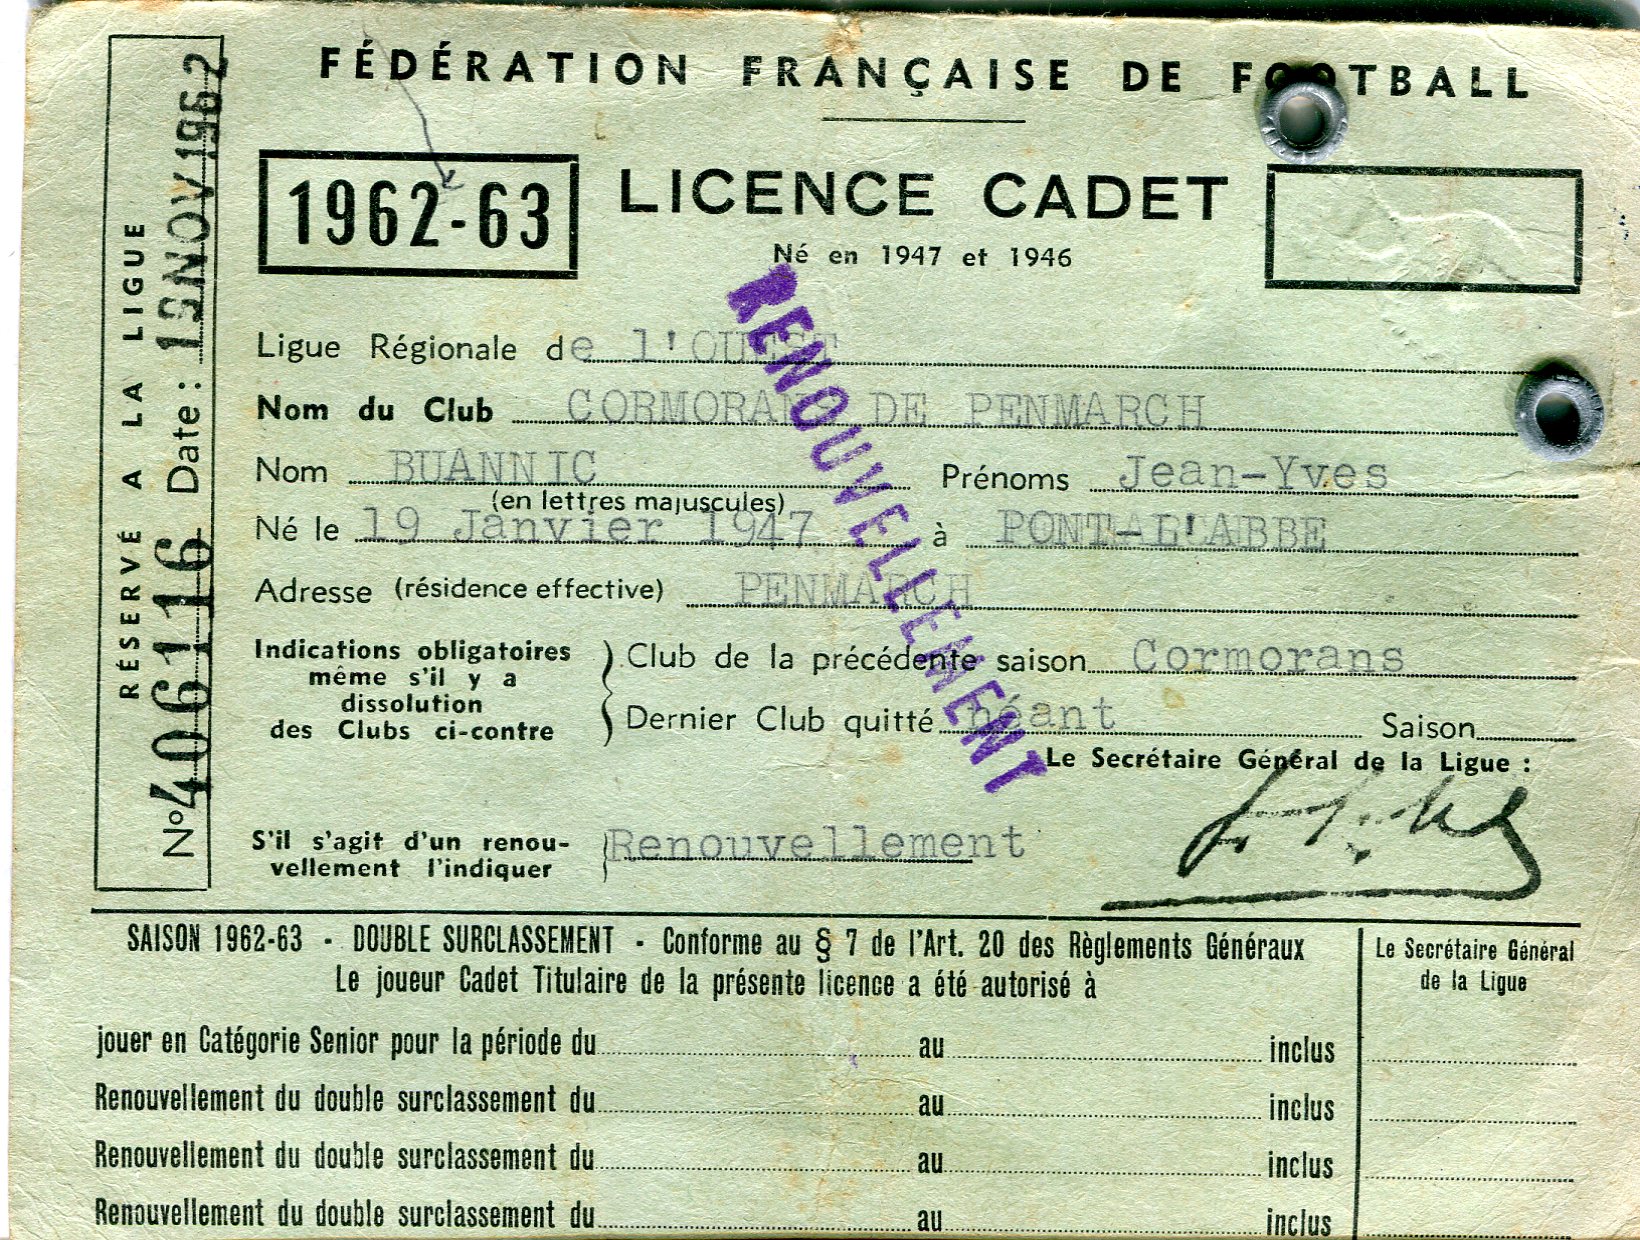 FÉDÉRATION FRANÇAISE DE FOOTBALL
1962-63
LICENCE CADET
Né en 1947 et 1946
RÉSERVÉ A LA LIGUE
N° 406116 Date : NOV 1962
Ligue Régionale de l'OUEST
Nom du Club CORMORANS DE PENMARCH
Nom BUANNIC Prénoms Jean-Yves
(en lettres majuscules)
Né le 19 Janvier 1947 à PONT-L'ABBE
Adresse (résidence effective) PENMARCH
RENOUVELLEMENT
Indications obligatoires
même s'il y a
dissolution
des Clubs ci-contre
Club de la précédente saison Cormorans
Dernier Club quitté néant Saison
Le Secrétaire Général de la Ligue :
S'il s'agit d'un renou-
vellement l'indiquer
Renouvellement
SAISON 1962-63 - DOUBLE SURCLASSEMENT - Conforme au § 7 de l'Art. 20 des Règlements Généraux
Le joueur Cadet Titulaire de la présente licence a été autorisé à
Le Secrétaire Général
de la Ligue
jouer en Catégorie Senior pour la période du au inclus
Renouvellement du double surclassement du au inclus
Renouvellement du double surclassement du au inclus
Renouvellement du double surclassement du au inclus